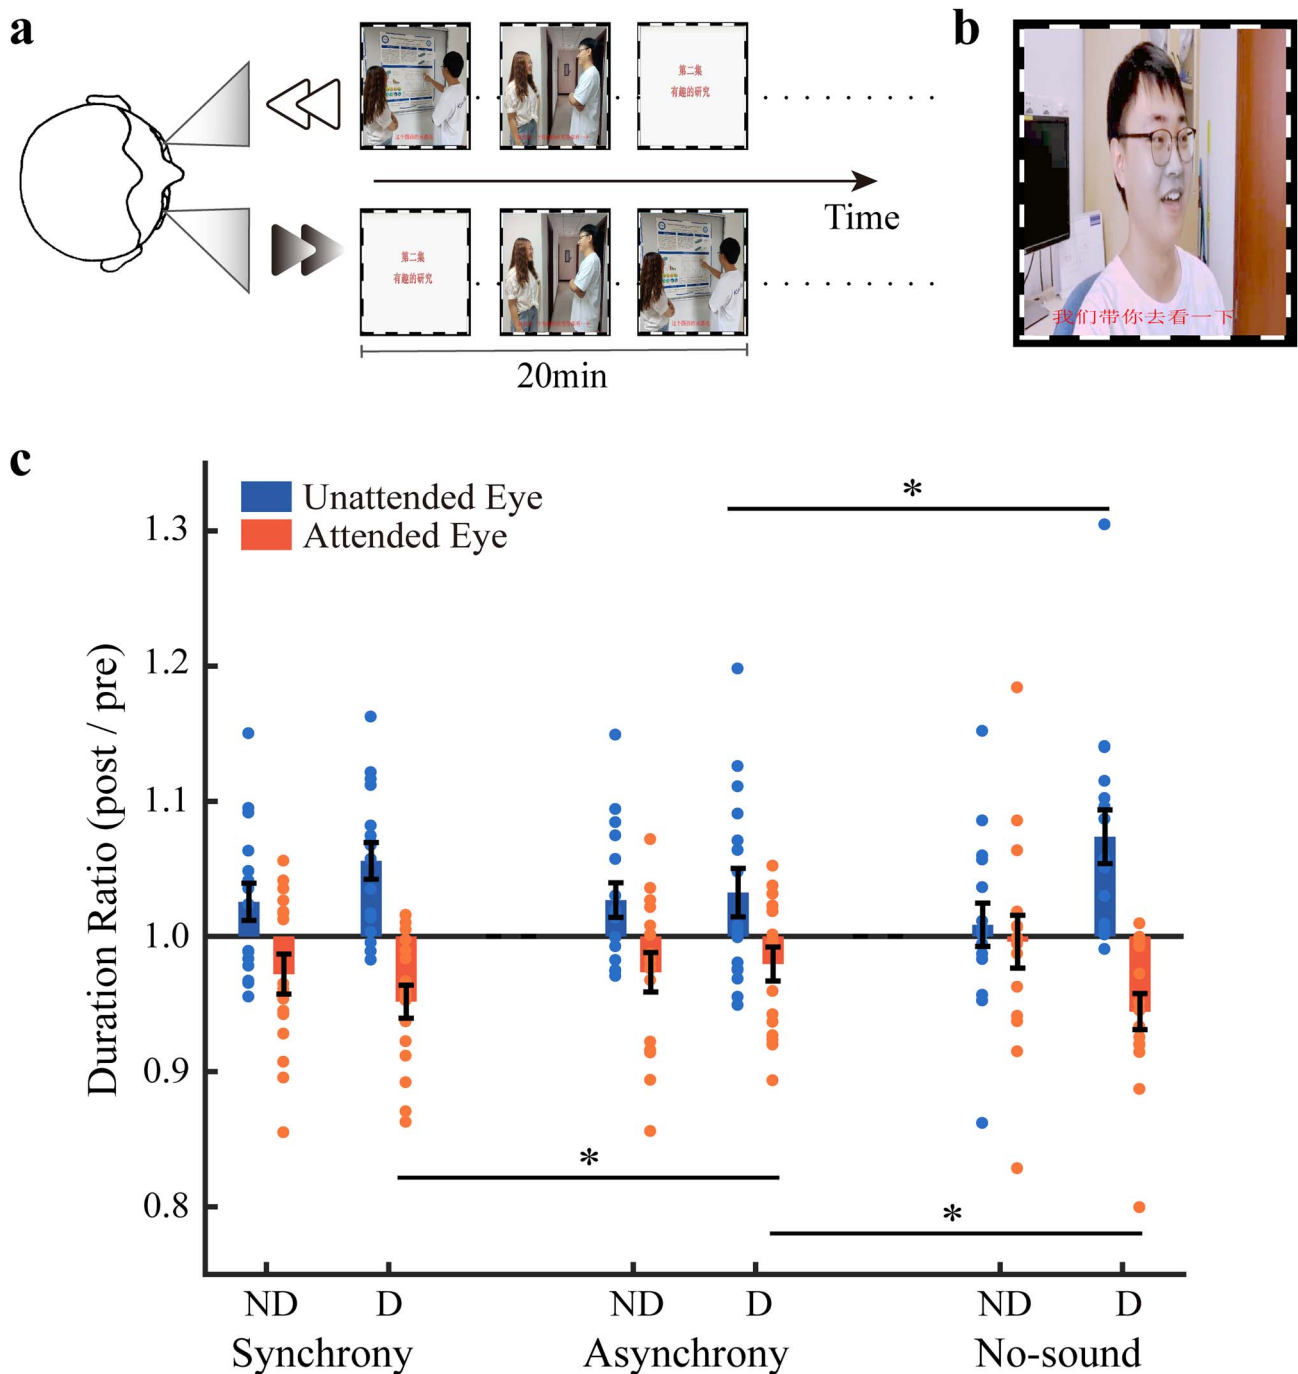 a
b
第二集
有趣的研究
Time
第二集
有趣的研究
我们带你去看一下
20min
c
Unattended Eye
Attended Eye
*
1.3
1.2
1.1
1.0
0.9
0.8
Duration Ratio (post / pre)
*
*
ND D ND D ND D
Synchrony Asynchrony No-sound